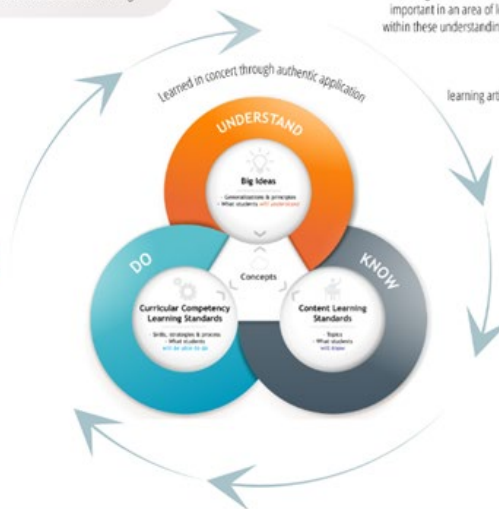 important in an area of l
within these understandin
learning art
Learned in concert through authentic application
UNDERSTAND
Big Ideas
- Generalizations & principles
- What students will understand
DO
KNOW
Concepts
Curricular Competency
Learning Standards
- Skills, strategies & process
- What students
will be able to do
Content Learning
Standards
- Topics
- What students
will know